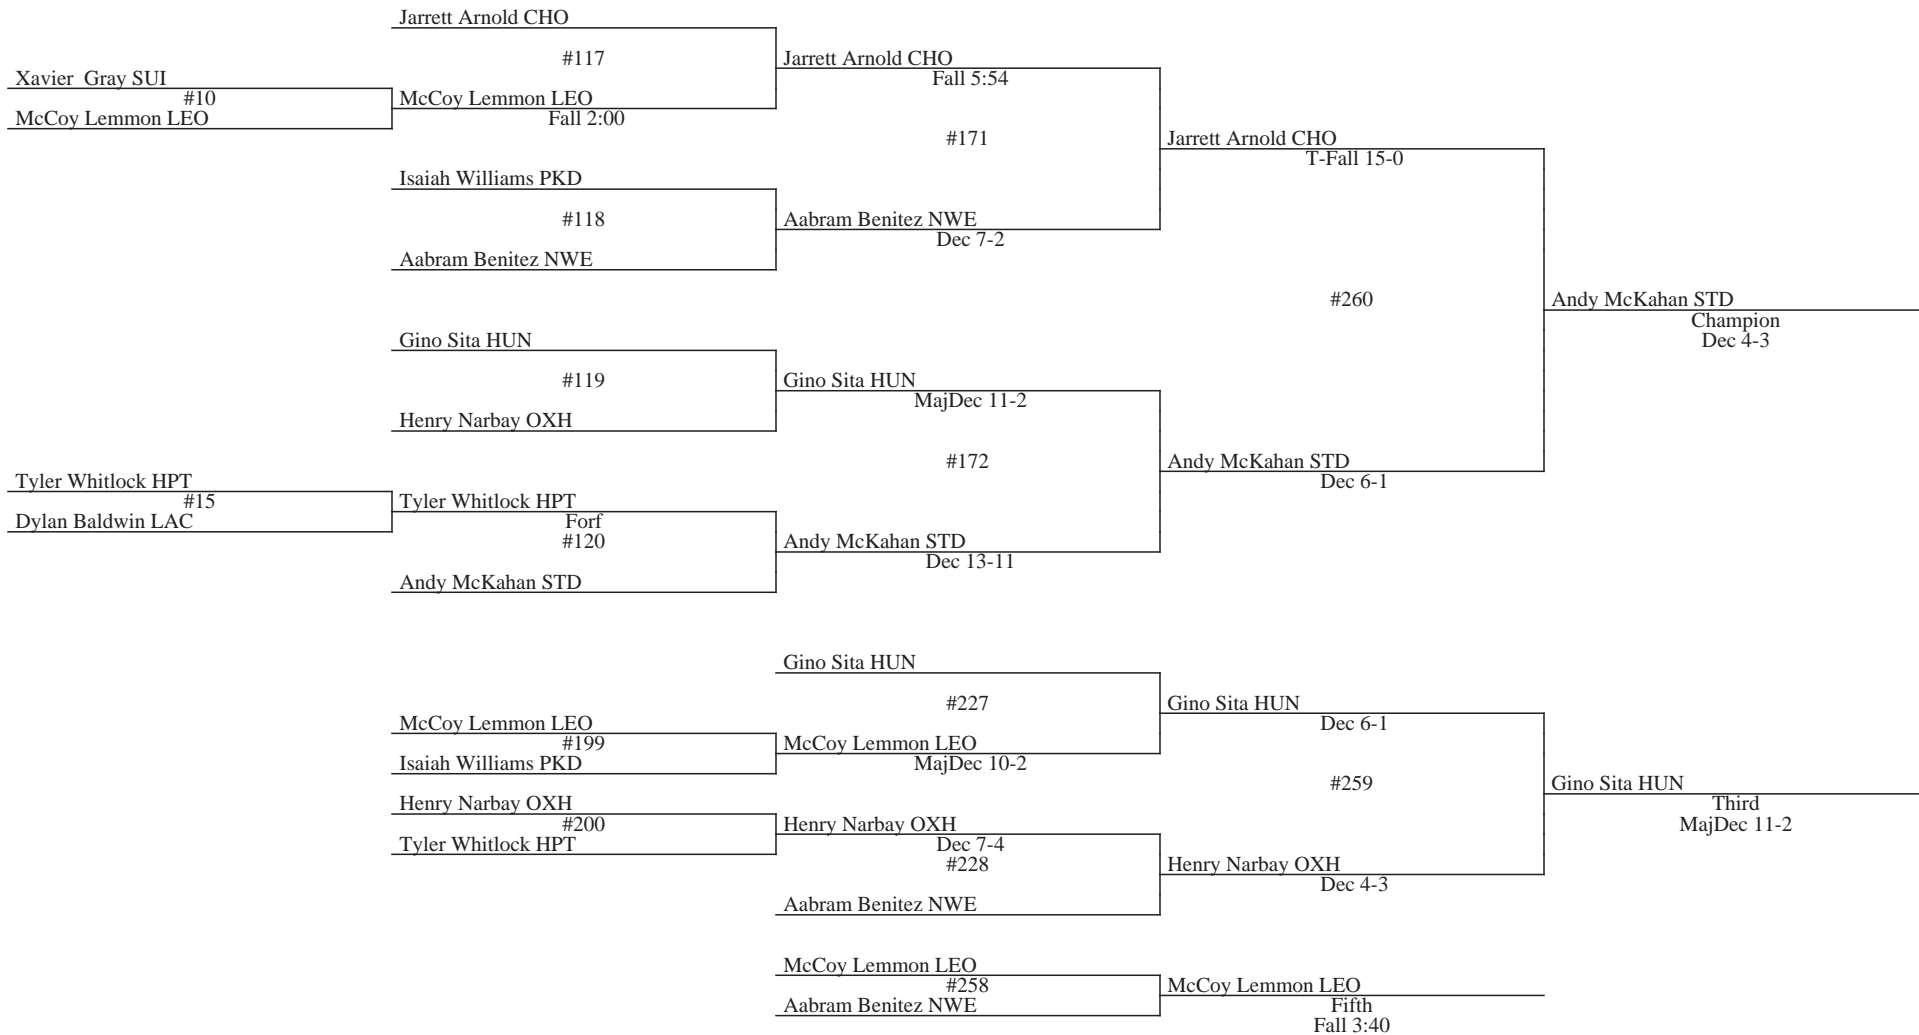 Jarrett Arnold CHO
#117
Jarrett Arnold CHO
Fall 5:54
Xavier  Gray SUI
#10
McCoy Lemmon LEO
McCoy Lemmon LEO
Fall 2:00
#171
Jarrett Arnold CHO
T-Fall 15-0
Isaiah Williams PKD
#118
Aabram Benitez NWE
Dec 7-2
Aabram Benitez NWE
#260
Andy McKahan STD
Champion
Dec 4-3
Gino Sita HUN
#119
Gino Sita HUN
MajDec 11-2
Henry Narbay OXH
#172
Andy McKahan STD
Dec 6-1
Tyler Whitlock HPT
#15
Dylan Baldwin LAC
Tyler Whitlock HPT
Forf
#120
Andy McKahan STD
Dec 13-11
Andy McKahan STD
Gino Sita HUN
#227
Gino Sita HUN
Dec 6-1
McCoy Lemmon LEO
#199
Isaiah Williams PKD
McCoy Lemmon LEO
MajDec 10-2
#259
Gino Sita HUN
Third
MajDec 11-2
Henry Narbay OXH
#200
Tyler Whitlock HPT
Henry Narbay OXH
Dec 7-4
#228
Henry Narbay OXH
Dec 4-3
Aabram Benitez NWE
McCoy Lemmon LEO
#258
Aabram Benitez NWE
McCoy Lemmon LEO
Fifth
Fall 3:40